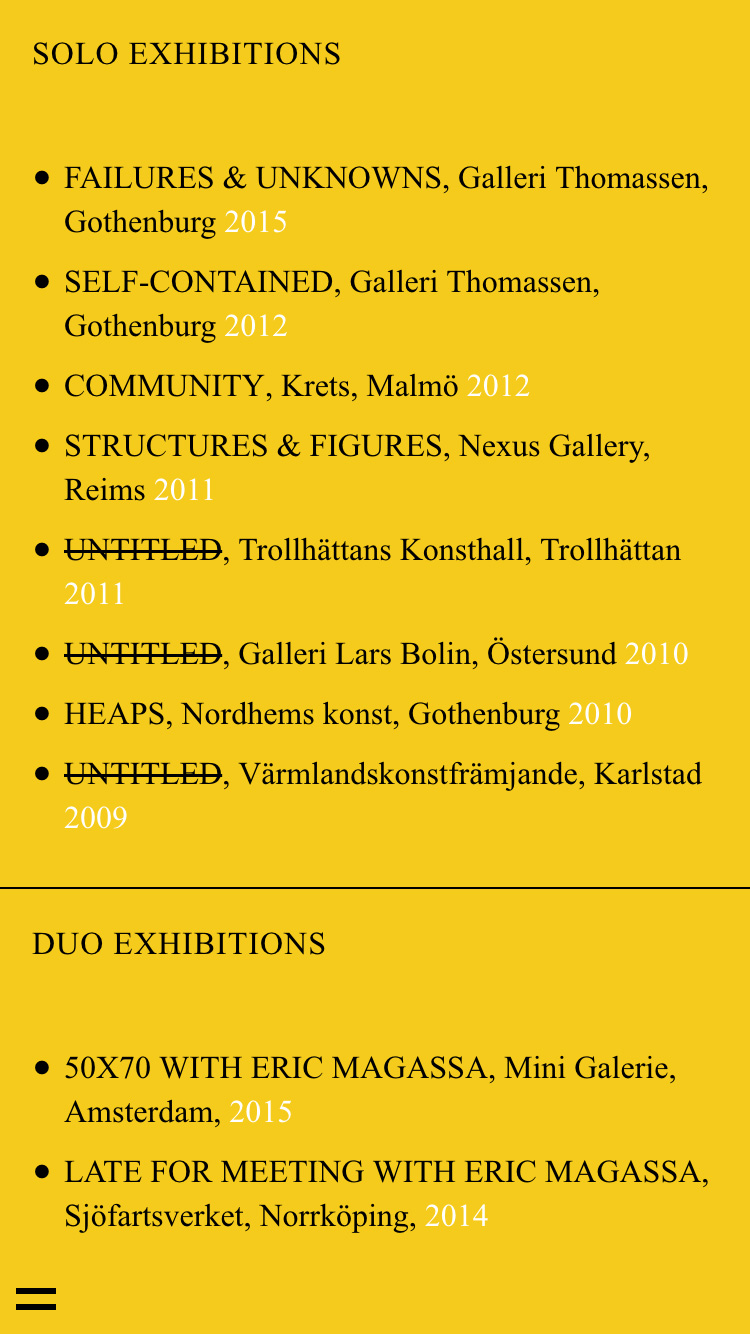 SOLO EXHIBITIONS
● FAILURES & UNKNOWNS, Galleri Thomassen,
Gothenburg 2015
● SELF-CONTAINED, Galleri Thomassen,
Gothenburg 2012
● COMMUNITY, Krets, Malmö 2012
● STRUCTURES & FIGURES, Nexus Gallery,
Reims 2011
● UNTITLED, Trollhättans Konsthall, Trollhättan
2011
● UNTITLED, Galleri Lars Bolin, Östersund 2010
● HEAPS, Nordhems konst, Gothenburg 2010
● UNTITLED, Värmlandskonstfrämjande, Karlstad
2009
DUO EXHIBITIONS
● 50X70 WITH ERIC MAGASSA, Mini Galerie,
Amsterdam, 2015
● LATE FOR MEETING WITH ERIC MAGASSA,
Sjöfartsverket, Norrköping, 2014